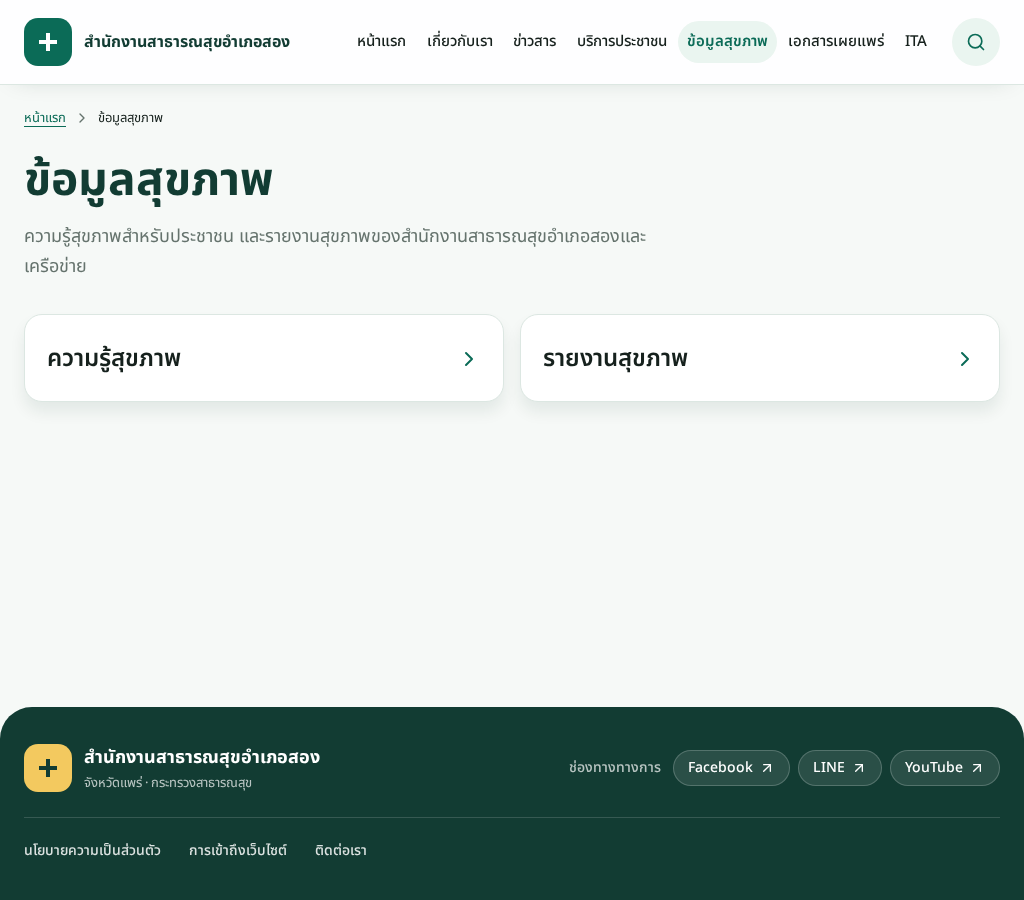 สำนักงานสาธารณสุขอำเภอสอง
หน้าแรก
เกี่ยวกับเรา
ข่าวสาร
บริการประชาชน
ข้อมูลสุขภาพ
เอกสารเผยแพร่
ITA
หน้าแรก
ข้อมูลสุขภาพ
ข้อมูลสุขภาพ
ความรู้สุขภาพสำหรับประชาชน และรายงานสุขภาพของสำนักงานสาธารณสุขอำเภอสองและ
เครือข่าย
ความรู้สุขภาพ
รายงานสุขภาพ
สำนักงานสาธารณสุขอำเภอสอง
จังหวัดแพร่ · กระทรวงสาธารณสุข
ช่องทางทางการ
Facebook
LINE
YouTube
นโยบายความเป็นส่วนตัว
การเข้าถึงเว็บไซต์
ติดต่อเรา